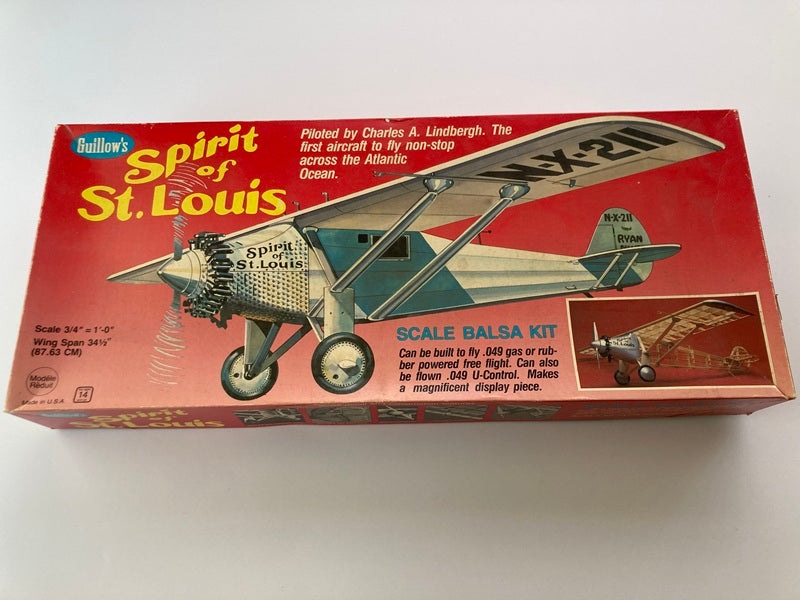 Guillow's
Spirit
of
St. Louis
Piloted by Charles A. Lindbergh. The
first aircraft to fly non-stop
across the Atlantic
Ocean.
N-X-211
N-X-211
RYAN
Spirit
of
St. Louis
Scale 3/4" = 1'-0"
Wing Span 34½"
(87.63 CM)
Modèle
Réduit
Made in U.S.A.
14
SCALE BALSA KIT
Can be built to fly .049 gas or rub-
ber powered free flight. Can also
be flown .049 U-Control. Makes
a magnificent display piece.
Spirit of
St. Louis